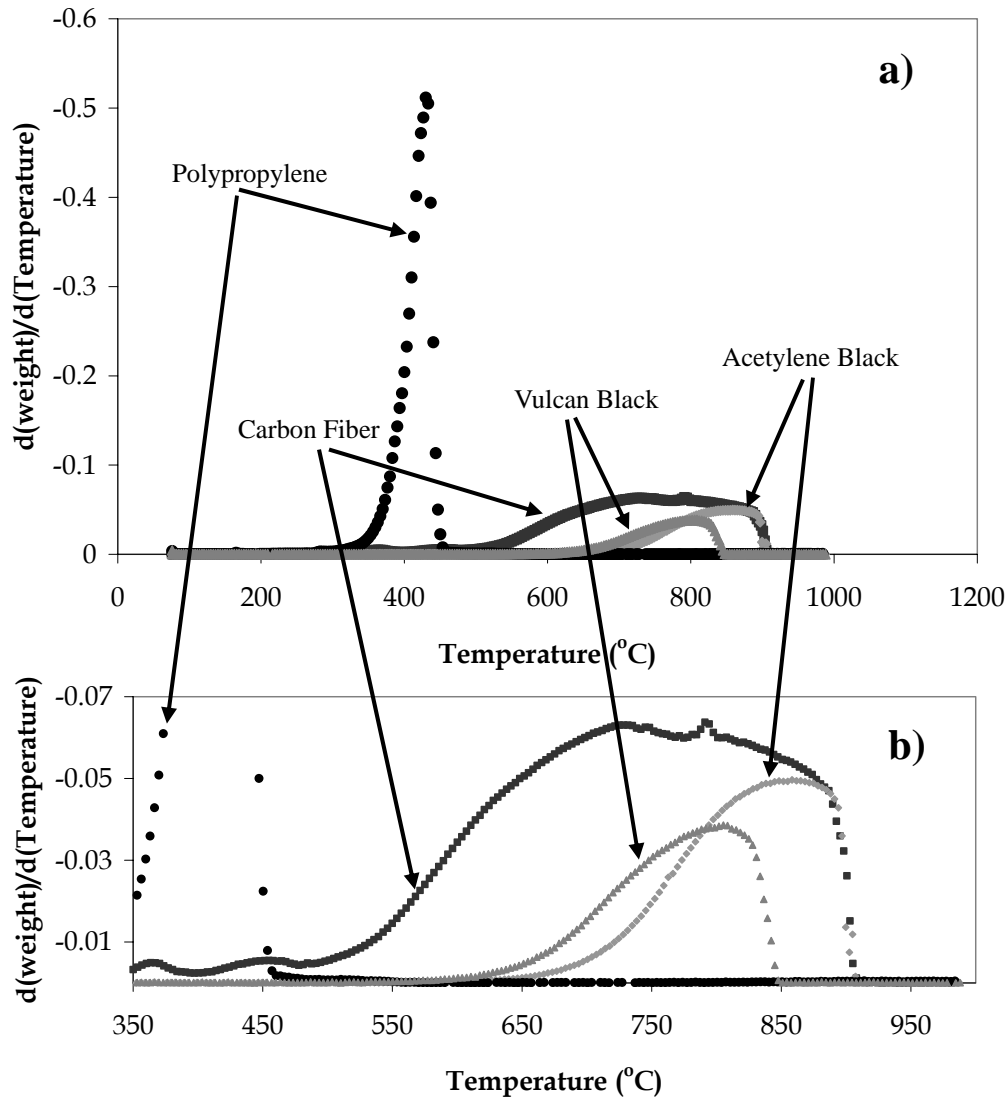 -0.6
a)
-0.5
Polypropylene
-0.4
-0.3
-0.2
Acetylene Black
Vulcan Black
Carbon Fiber
-0.1
0
d(weight)/d(Temperature)
0 200 400 600 800 1000 1200
Temperature (°C)
-0.07
b)
-0.05
-0.03
-0.01
d(weight)/d(Temperature)
350 450 550 650 750 850 950
Temperature (°C)